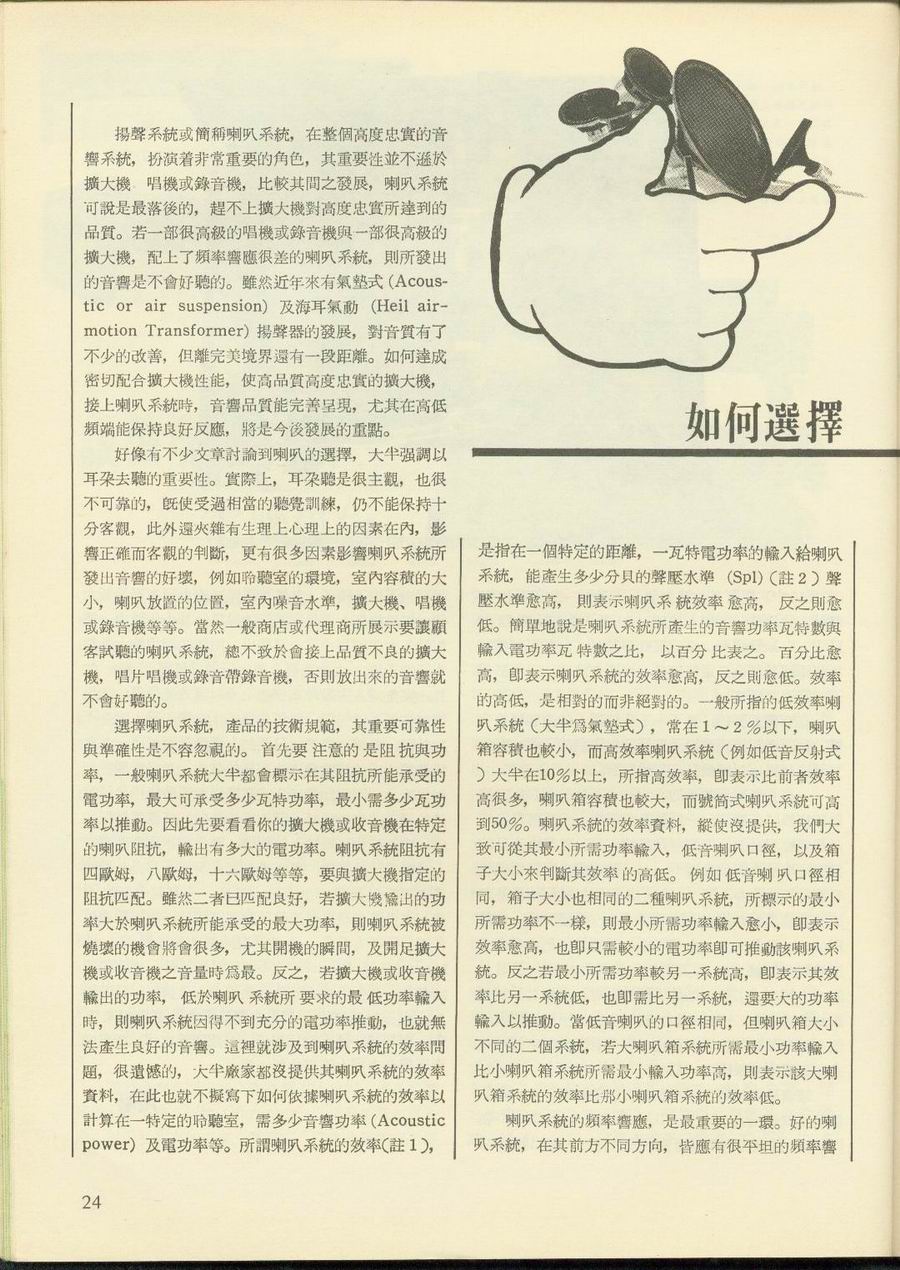 如何選擇
揚聲系統或簡稱喇叭系統，在整個高度忠實的音
響系統，扮演着非常重要的角色，其重要性並不遜於
擴大機　唱機或錄音機，比較其間之發展，喇叭系統
可說是最落後的，趕不上擴大機對高度忠實所達到的
品質。若一部很高級的唱機或錄音機與一部很高級的
擴大機，配上了頻率響應很差的喇叭系統，則所發出
的音響是不會好聽的。雖然近年來有氣墊式 (Acous-
tic or air suspension) 及海耳氣動 (Heil air-
motion Transformer) 揚聲器的發展，對音質有了
不少的改善，但離完美境界還有一段距離。如何達成
密切配合擴大機性能，使高品質高度忠實的擴大機，
接上喇叭系統時，音響品質能完善呈現，尤其在高低
頻端能保持良好反應，將是今後發展的重點。
好像有不少文章討論到喇叭的選擇，大半强調以
耳朶去聽的重要性。實際上，耳朶聽是很主觀，也很
不可靠的，旣使受過相當的聽覺訓練，仍不能保持十
分客觀，此外還夾雜有生理上心理上的因素在內，影
響正確而客觀的判斷，更有很多因素影響喇叭系統所
發出音響的好壞，例如聆聽室的環境，室內容積的大
小，喇叭放置的位置，室內噪音水準，擴大機、唱機
或錄音機等等。當然一般商店或代理商所展示要讓顧
客試聽的喇叭系統，總不致於會接上品質不良的擴大
機，唱片唱機或錄音帶錄音機，否則放出來的音響就
不會好聽的。
選擇喇叭系統，產品的技術規範，其重要可靠性
與準確性是不容忽視的。首先要注意的是阻抗與功
率，一般喇叭系統大半都會標示在其阻抗所能承受的
電功率，最大可承受多少瓦特功率，最小需多少瓦功
率以推動。因此先要看看你的擴大機或收音機在特定
的喇叭阻抗，輸出有多大的電功率。喇叭系統阻抗有
四歐姆，八歐姆，十六歐姆等等，要與擴大機指定的
阻抗匹配。雖然二者已匹配良好，若擴大機輸出的功
率大於喇叭系統所能承受的最大功率，則喇叭系統被
燒壞的機會將會很多，尤其開機的瞬間，及開足擴大
機或收音機之音量時爲最。反之，若擴大機或收音機
輸出的功率，低於喇叭系統所要求的最低功率輸入
時，則喇叭系統因得不到充分的電功率推動，也就無
法產生良好的音響。這裡就涉及到喇叭系統的效率問
題，很遺憾的，大半廠家都沒提供其喇叭系統的效率
資料，在此也就不擬寫下如何依據喇叭系統的效率以
計算在一特定的聆聽室，需多少音響功率 (Acoustic
power) 及電功率等。所謂喇叭系統的效率(註１)，
是指在一個特定的距離，一瓦特電功率的輸入給喇叭
系統，能產生多少分貝的聲壓水準 (Spl) (註２) 聲
壓水準愈高，則表示喇叭系統效率愈高，反之則愈
低。簡單地說是喇叭系統所產生的音響功率瓦特數與
輸入電功率瓦特數之比，以百分比表之。百分比愈
高，卽表示喇叭系統的效率愈高，反之則愈低。效率
的高低，是相對的而非絕對的。一般所指的低效率喇
叭系統（大半爲氣墊式），常在１～２％以下，喇叭
箱容積也較小，而高效率喇叭系統（例如低音反射式
）大半在10％以上，所指高效率，卽表示比前者效率
高很多，喇叭箱容積也較大，而號筒式喇叭系統可高
到50％。喇叭系統的效率資料，縱使沒提供，我們大
致可從其最小所需功率輸入，低音喇叭口徑，以及箱
子大小來判斷其效率的高低。例如低音喇叭口徑相
同，箱子大小也相同的二種喇叭系統，所標示的最小
所需功率不一樣，則最小所需功率輸入愈小，卽表示
效率愈高，也卽只需較小的電功率卽可推動該喇叭系
統。反之若最小所需功率較另一系統高，卽表示其效
率比另一系統低，也卽需比另一系統，還要大的功率
輸入以推動。當低音喇叭的口徑相同，但喇叭箱大小
不同的二個系統，若大喇叭箱系統所需最小功率輸入
比小喇叭箱系統所需最小輸入功率高，則表示該大喇
叭箱系統的效率比那小喇叭箱系統的效率低。
喇叭系統的頻率響應，是最重要的一環。好的喇
叭系統，在其前方不同方向，皆應有很平坦的頻率響
24